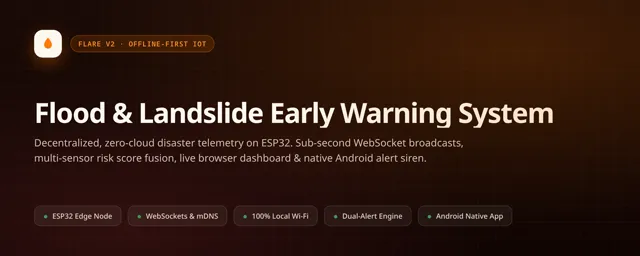 FLARE V2 · OFFLINE-FIRST IOT
Flood & Landslide Early Warning System
Decentralized, zero-cloud disaster telemetry on ESP32. Sub-second WebSocket broadcasts,
multi-sensor risk score fusion, live browser dashboard & native Android alert siren.
ESP32 Edge Node
WebSockets & mDNS
100% Local Wi-Fi
Dual-Alert Engine
Android Native App